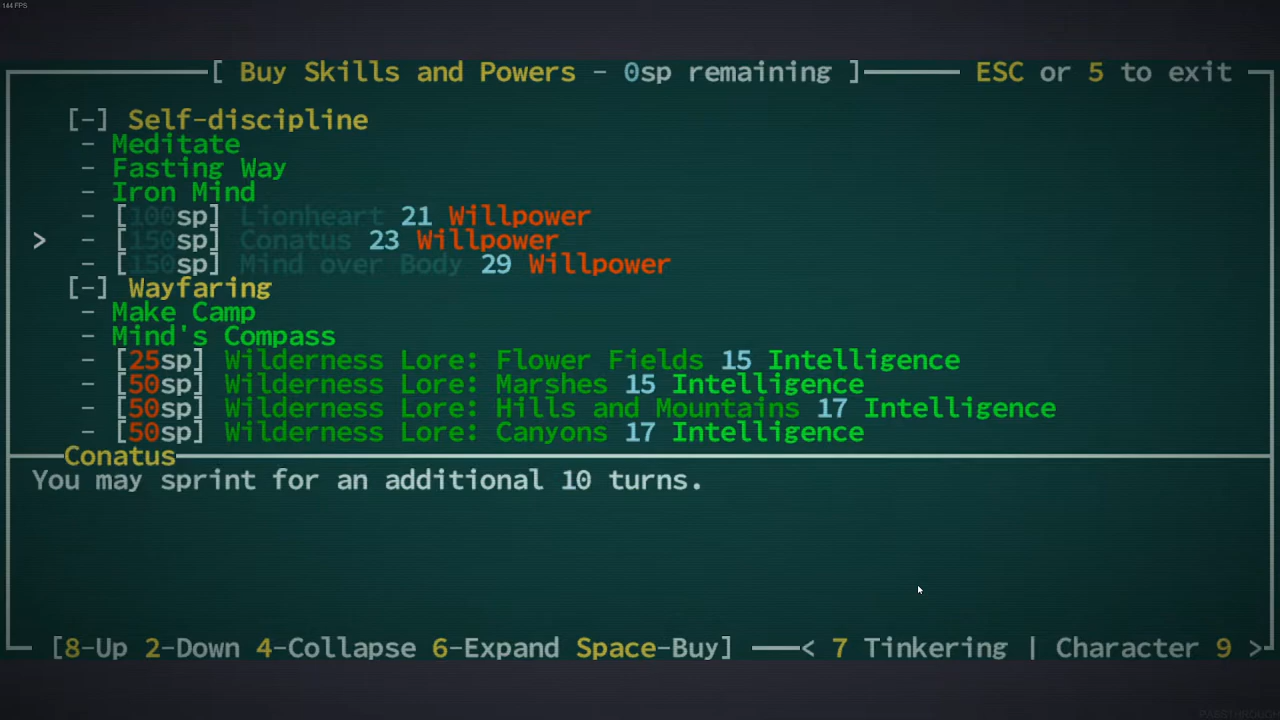 144 FPS
[ Buy Skills and Powers - 0sp remaining ] ESC or 5 to exit
[-] Self-discipline
- Meditate
- Fasting Way
- Iron Mind
- [100sp] Lionheart 21 Willpower
> - [150sp] Conatus 23 Willpower
- [150sp] Mind over Body 29 Willpower
[-] Wayfaring
- Make Camp
- Mind's Compass
- [25sp] Wilderness Lore: Flower Fields 15 Intelligence
- [50sp] Wilderness Lore: Marshes 15 Intelligence
- [50sp] Wilderness Lore: Hills and Mountains 17 Intelligence
- [50sp] Wilderness Lore: Canyons 17 Intelligence
Conatus
You may sprint for an additional 10 turns.
[8-Up 2-Down 4-Collapse 6-Expand Space-Buy] < 7 Tinkering | Character 9 >